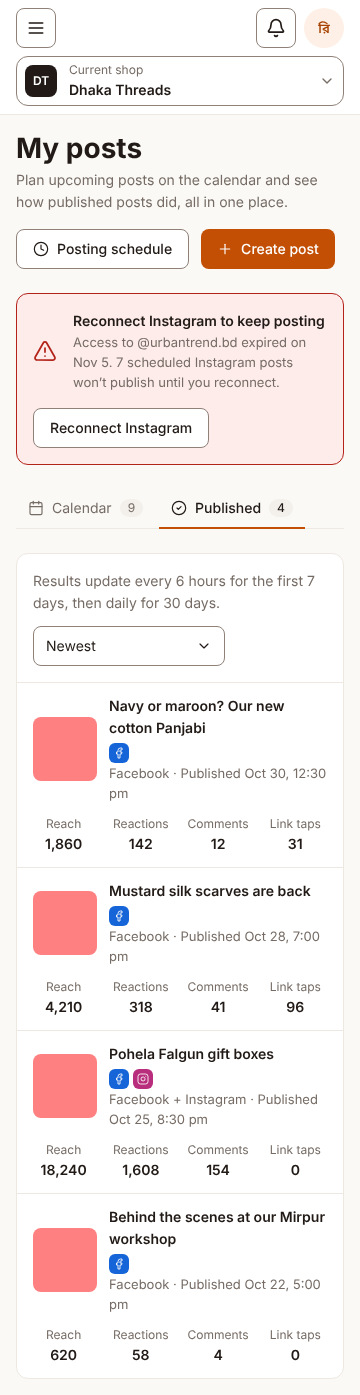 রি
DT
Current shop
Dhaka Threads
My posts
Plan upcoming posts on the calendar and see
how published posts did, all in one place.
Posting schedule
Create post
Reconnect Instagram to keep posting
Access to @urbantrend.bd expired on
Nov 5. 7 scheduled Instagram posts
won't publish until you reconnect.
Reconnect Instagram
Calendar 9
Published 4
Results update every 6 hours for the first 7
days, then daily for 30 days.
Newest
Navy or maroon? Our new
cotton Panjabi
Facebook · Published Oct 30, 12:30
pm
Reach Reactions Comments Link taps
1,860 142 12 31
Mustard silk scarves are back
Facebook · Published Oct 28, 7:00
pm
Reach Reactions Comments Link taps
4,210 318 41 96
Pohela Falgun gift boxes
Facebook + Instagram · Published
Oct 25, 8:30 pm
Reach Reactions Comments Link taps
18,240 1,608 154 0
Behind the scenes at our Mirpur
workshop
Facebook · Published Oct 22, 5:00
pm
Reach Reactions Comments Link taps
620 58 4 0